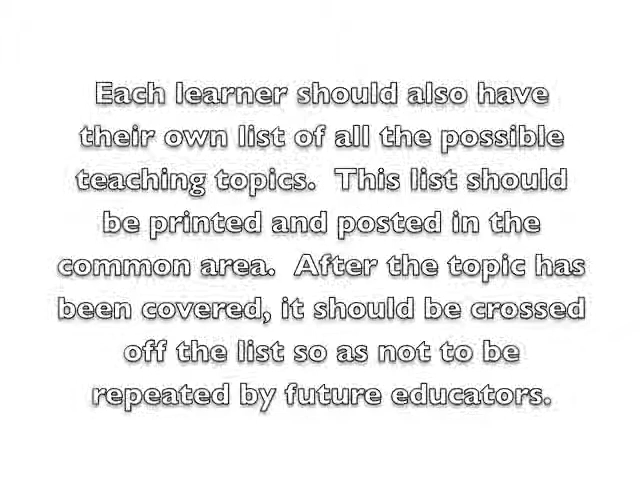 Each learner should also have
their own list of all the possible
teaching topics.  This list should
be printed and posted in the
common area.  After the topic has
been covered, it should be crossed
off the list so as not to be
repeated by future educators.